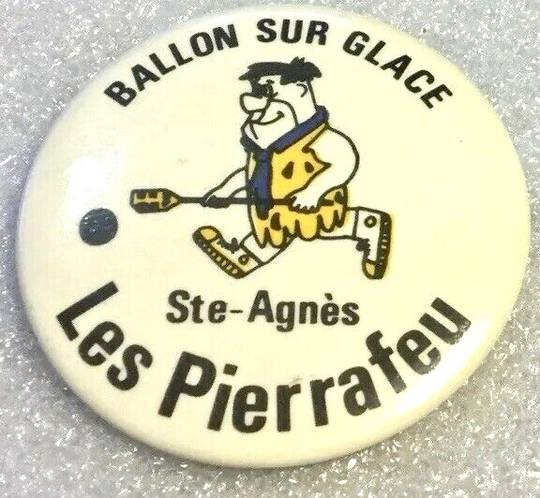 BALLON SUR GLACE
Ste-Agnès
Les Pierrafeu